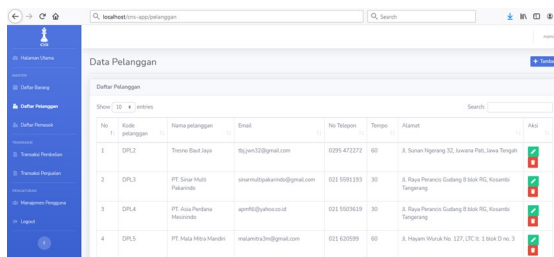 localhost/cns-app/pelanggan
Search
CSD
Halaman Utama
Data Pelanggan
+ Tamba
Daftar Barang
Daftar Pelanggan
Daftar Pemasok
Transaksi Pembelian
Transaksi Penjualan
Manajemen Pengguna
Logout
Daftar Pelanggan
Show 10 entries
Search:
No Kode pelanggan Nama pelanggan Email No Telepon Tempo Alamat Aksi
1 DPL2 Tresno Baut Jaya tbj.jwn32@gmail.com 0295 472272 60 Jl. Sunan Ngerang 32, Juwana Pati, Jawa Tengah
2 DPL3 PT. Sinar Multi Pakarindo sinarmultipakarindo@gmail.com 021 5591193 30 Jl. Raya Perancis Gudang 8 blok RG, Kosambi Tangerang
3 DPL4 PT. Asia Perdana Mesinindo apmftl@yahoo.co.id 021 5503619 30 Jl. Raya Perancis Gudang 8 blok RG, Kosambi Tangerang
4 DPL5 PT. Mala Mitra Mandiri malamitra3m@gmail.com 021 620599 60 Jl. Hayam Woruk No. 127, LTC lt. 1 blok D no. 3